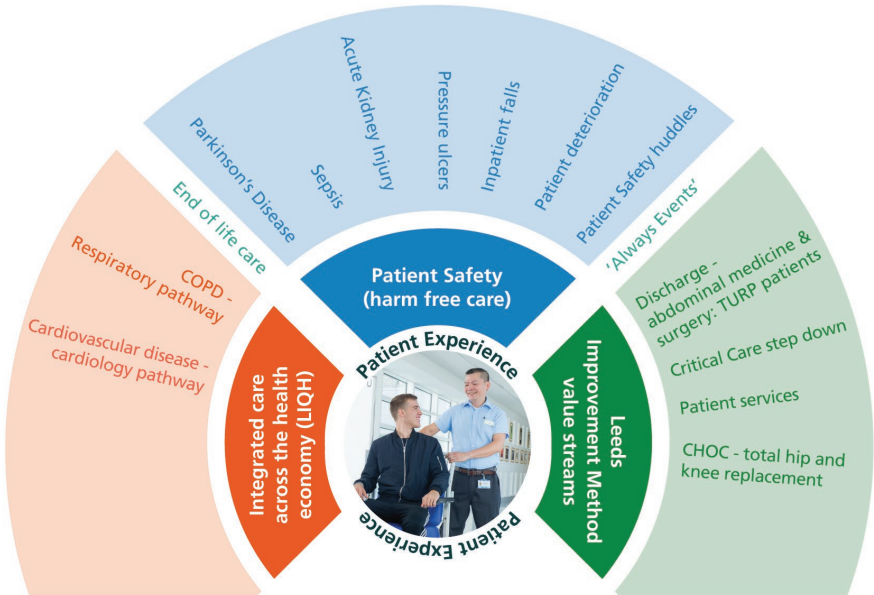 Parkinson's Disease
Sepsis
Acute Kidney Injury
Pressure ulcers
Inpatient falls
Patient deterioration
Patient Safety huddles
End of life care
'Always Events'
Patient Safety
(harm free care)
COPD -
Respiratory pathway
Cardiovascular disease -
cardiology pathway
Integrated care
across the health
economy (LIQH)
Patient Experience
Patient Experience
Leeds
Improvement Method
value streams
Discharge -
abdominal medicine &
surgery: TURP patients
Critical Care step down
Patient services
CHOC - total hip and
knee replacement